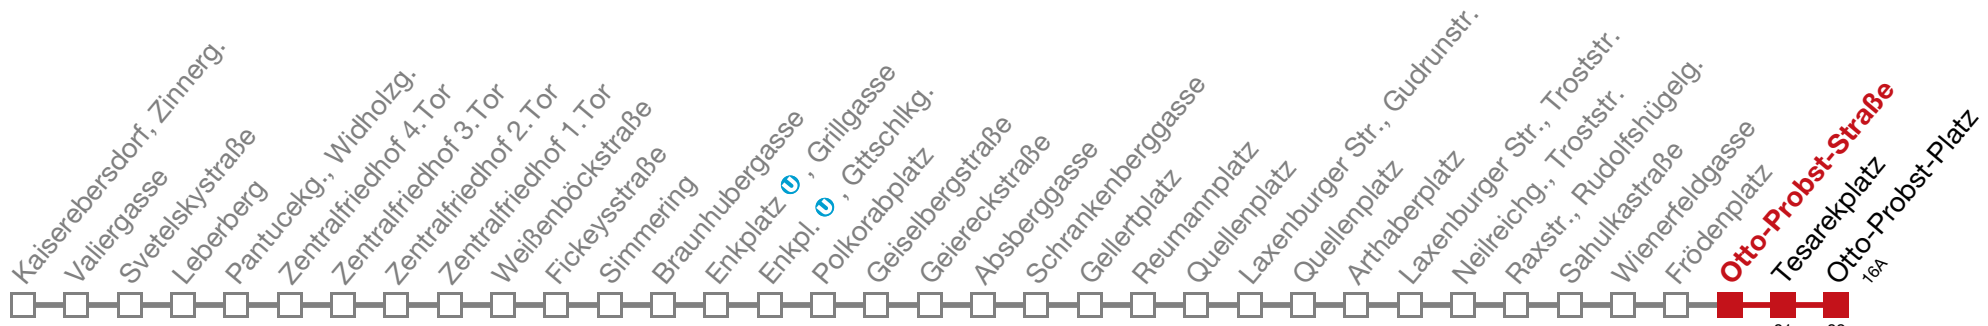 Kaiserebersdorf, Zinnerg.
Valiergasse
Svetelskystraße
Leberberg
Pantucekg., Widholzg.
Zentralfriedhof 4.Tor
Zentralfriedhof 3.Tor
Zentralfriedhof 2.Tor
Zentralfriedhof 1.Tor
Weißenböckstraße
Fickeysstraße
Simmering
Braunhubergasse
Enkplatz U , Grillgasse
Enkpl. U , Gttschlkg.
Polkorabplatz
Geiselbergstraße
Geiereckstraße
Absberggasse
Schrankenberggasse
Gellertplatz
Reumannplatz
Quellenplatz
Laxenburger Str., Gudrunstr.
Quellenplatz
Arthaberplatz
Laxenburger Str., Troststr.
Neilreichg., Troststr.
Raxstr., Rudolfshügelg.
Sahulkastraße
Wienerfeldgasse
Frödenplatz
Otto-Probst-Straße
Tesarekplatz
Otto-Probst-Platz
16A